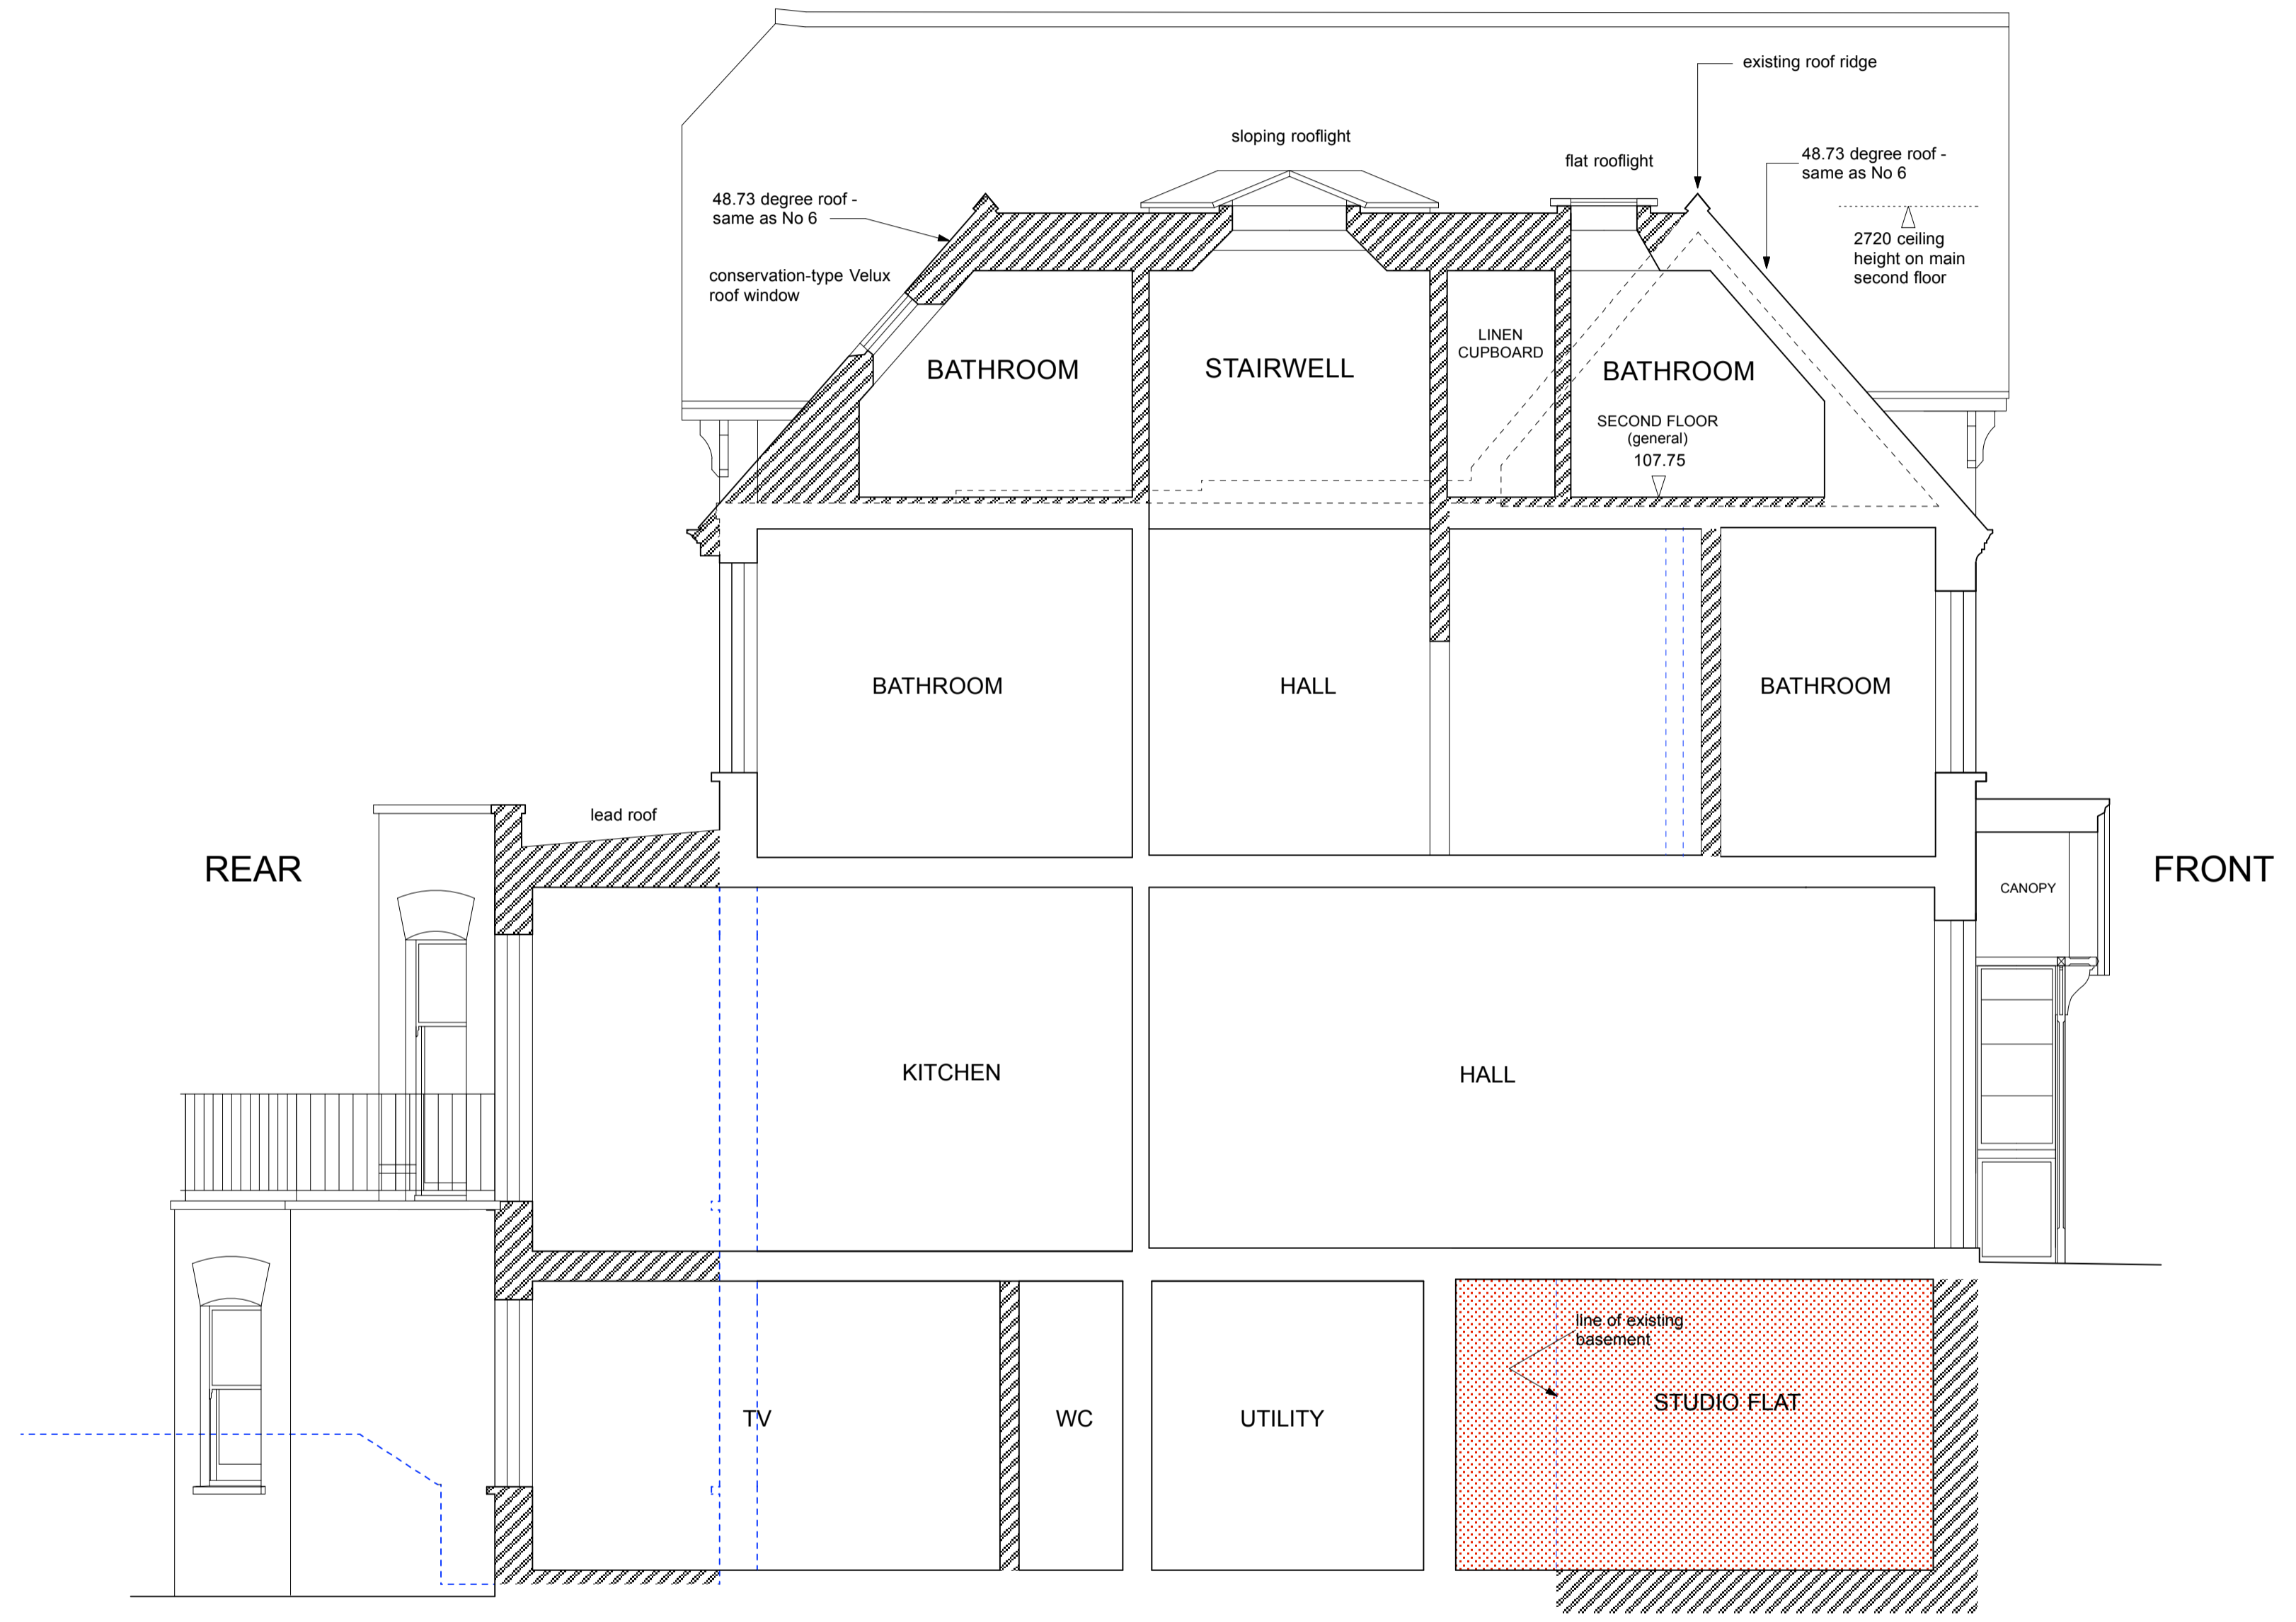 existing roof ridge
sloping rooflight
flat rooflight
48.73 degree roof -
same as No 6
48.73 degree roof -
same as No 6
2720 ceiling
height on main
second floor
conservation-type Velux
roof window
BATHROOM
STAIRWELL
LINEN
CUPBOARD
BATHROOM
SECOND FLOOR
(general)
107.75
BATHROOM
HALL
BATHROOM
lead roof
REAR
FRONT
CANOPY
KITCHEN
HALL
line of existing
basement
TV
WC
UTILITY
STUDIO FLAT